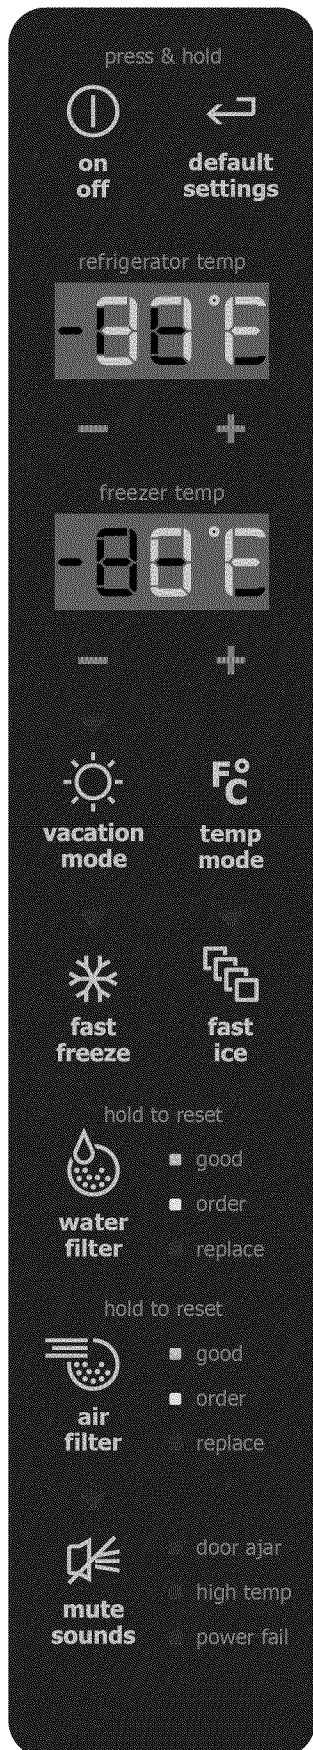 press & hold
on off
default settings
refrigerator temp
37°F
− +
freezer temp
0°F
− +
F°C
vacation mode
temp mode
fast freeze
fast ice
hold to reset
water filter
good
order
replace
hold to reset
air filter
good
order
replace
mute sounds
door ajar
high temp
power fail